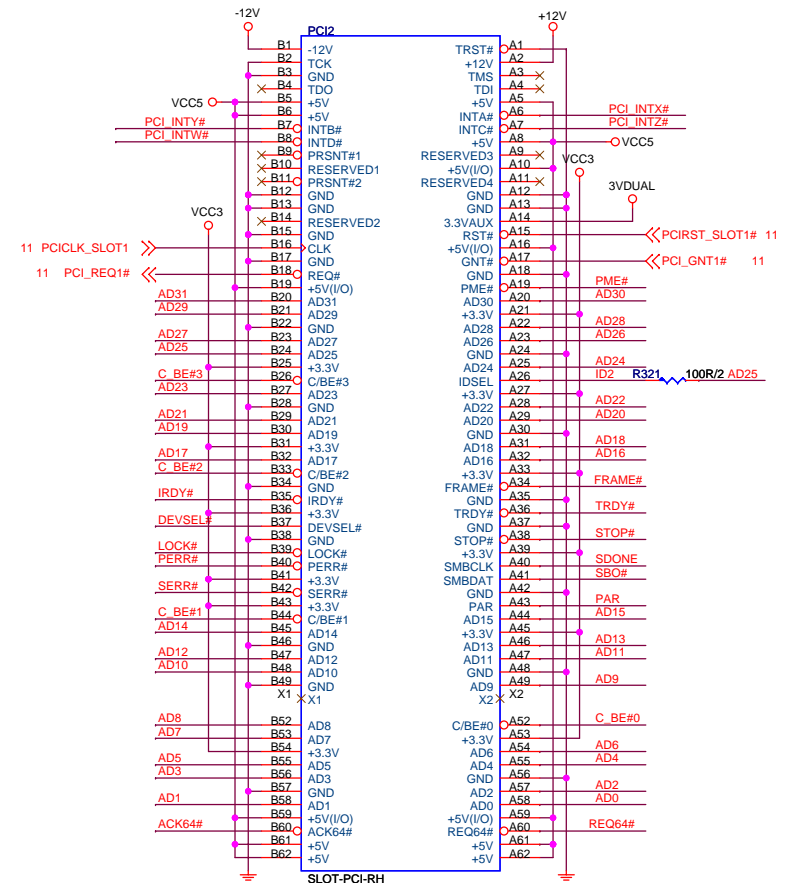 -12V +12V
PCI2
B1 -12V TRST# A1
B2 TCK +12V A2
B3 GND TMS A3
B4 TDO TDI A4
VCC5 B5 +5V +5V A5
B6 +5V INTA# A6 PCI_INTX#
PCI_INTY# B7 INTB# INTC# A7 PCI_INTZ#
PCI_INTW# B8 INTD# +5V A8 VCC5
B9 PRSNT#1 RESERVED3 A9
B10 RESERVED1 +5V(I/O) A10 VCC3
B11 PRSNT#2 RESERVED4 A11
B12 GND GND A12 3VDUAL
B13 GND GND A13
VCC3 B14 RESERVED2 3.3VAUX A14
B15 GND RST# A15 PCIRST_SLOT1# 11
11 PCICLK_SLOT1 B16 CLK +5V(I/O) A16
B17 GND GNT# A17 PCI_GNT1# 11
11 PCI_REQ1# B18 REQ# GND A18
B19 +5V(I/O) PME# A19 PME#
AD31 B20 AD31 AD30 A20 AD30
AD29 B21 AD29 +3.3V A21
B22 GND AD28 A22 AD28
AD27 B23 AD27 AD26 A23 AD26
AD25 B24 AD25 GND A24
B25 +3.3V AD24 A25 AD24
C_BE#3 B26 C/BE#3 IDSEL A26 ID2 R321 100R/2 AD25
AD23 B27 AD23 +3.3V A27
B28 GND AD22 A28 AD22
AD21 B29 AD21 AD20 A29 AD20
AD19 B30 AD19 GND A30
B31 +3.3V AD18 A31 AD18
AD17 B32 AD17 AD16 A32 AD16
C_BE#2 B33 C/BE#2 +3.3V A33
B34 GND FRAME# A34 FRAME#
IRDY# B35 IRDY# GND A35
B36 +3.3V TRDY# A36 TRDY#
DEVSEL# B37 DEVSEL# GND A37
B38 GND STOP# A38 STOP#
LOCK# B39 LOCK# +3.3V A39
PERR# B40 PERR# SMBCLK A40 SDONE
B41 +3.3V SMBDAT A41 SBO#
SERR# B42 SERR# GND A42
B43 +3.3V PAR A43 PAR
C_BE#1 B44 C/BE#1 AD15 A44 AD15
AD14 B45 AD14 +3.3V A45
B46 GND AD13 A46 AD13
AD12 B47 AD12 AD11 A47 AD11
AD10 B48 AD10 GND A48
B49 GND AD9 A49 AD9
X1 X1 X2 X2
AD8 B52 AD8 C/BE#0 A52 C_BE#0
AD7 B53 AD7 +3.3V A53
B54 +3.3V AD6 A54 AD6
AD5 B55 AD5 AD4 A55 AD4
AD3 B56 AD3 GND A56
B57 GND AD2 A57 AD2
AD1 B58 AD1 AD0 A58 AD0
B59 +5V(I/O) +5V(I/O) A59
ACK64# B60 ACK64# REQ64# A60 REQ64#
B61 +5V +5V A61
B62 +5V +5V A62
SLOT-PCI-RH